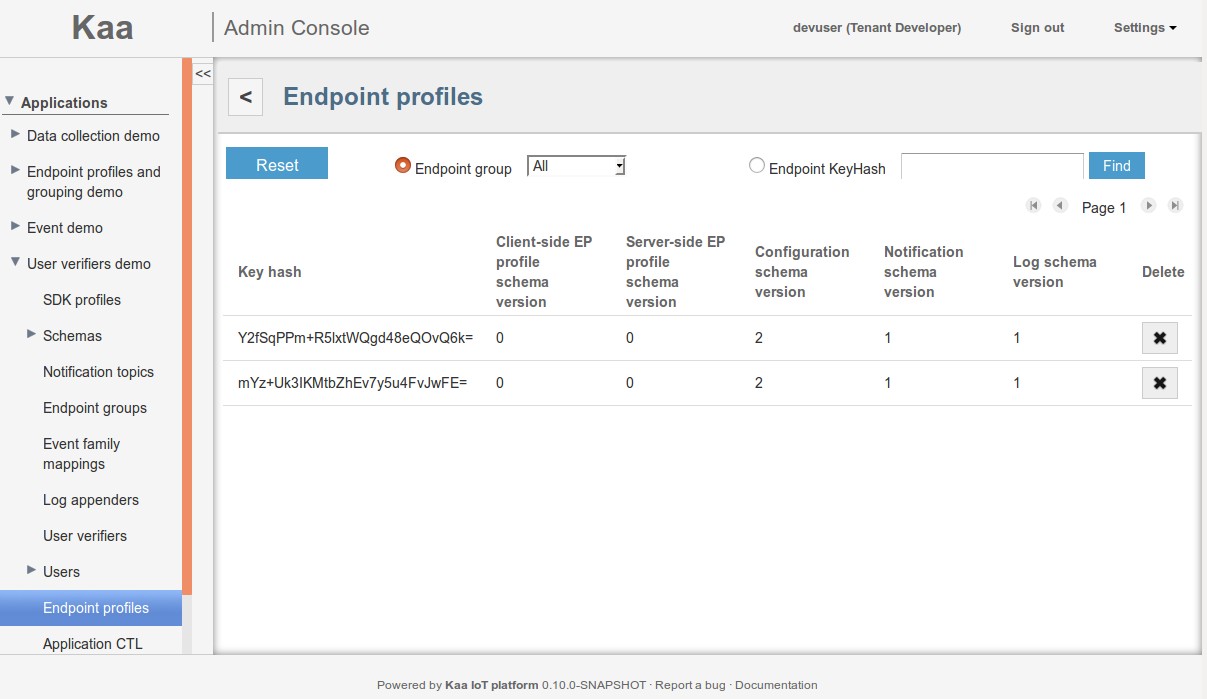 Kaa
Admin Console
devuser (Tenant Developer)
Sign out
Settings
<<
Applications
Data collection demo
Endpoint profiles and
grouping demo
Event demo
User verifiers demo
SDK profiles
Schemas
Notification topics
Endpoint groups
Event family
mappings
Log appenders
User verifiers
Users
Endpoint profiles
Application CTL
<
Endpoint profiles
Reset
Endpoint group
All
Endpoint KeyHash
Find
Page 1
Key hash
Client-side EP
profile
schema
version
Server-side EP
profile
schema
version
Configuration
schema
version
Notification
schema
version
Log schema
version
Delete
Y2fSqPPm+R5lxtWQgd48eQOvQ6k= 0 0 2 1 1
mYz+Uk3IKMtbZhEv7y5u4FvJwFE= 0 0 2 1 1
Powered by Kaa IoT platform 0.10.0-SNAPSHOT · Report a bug · Documentation